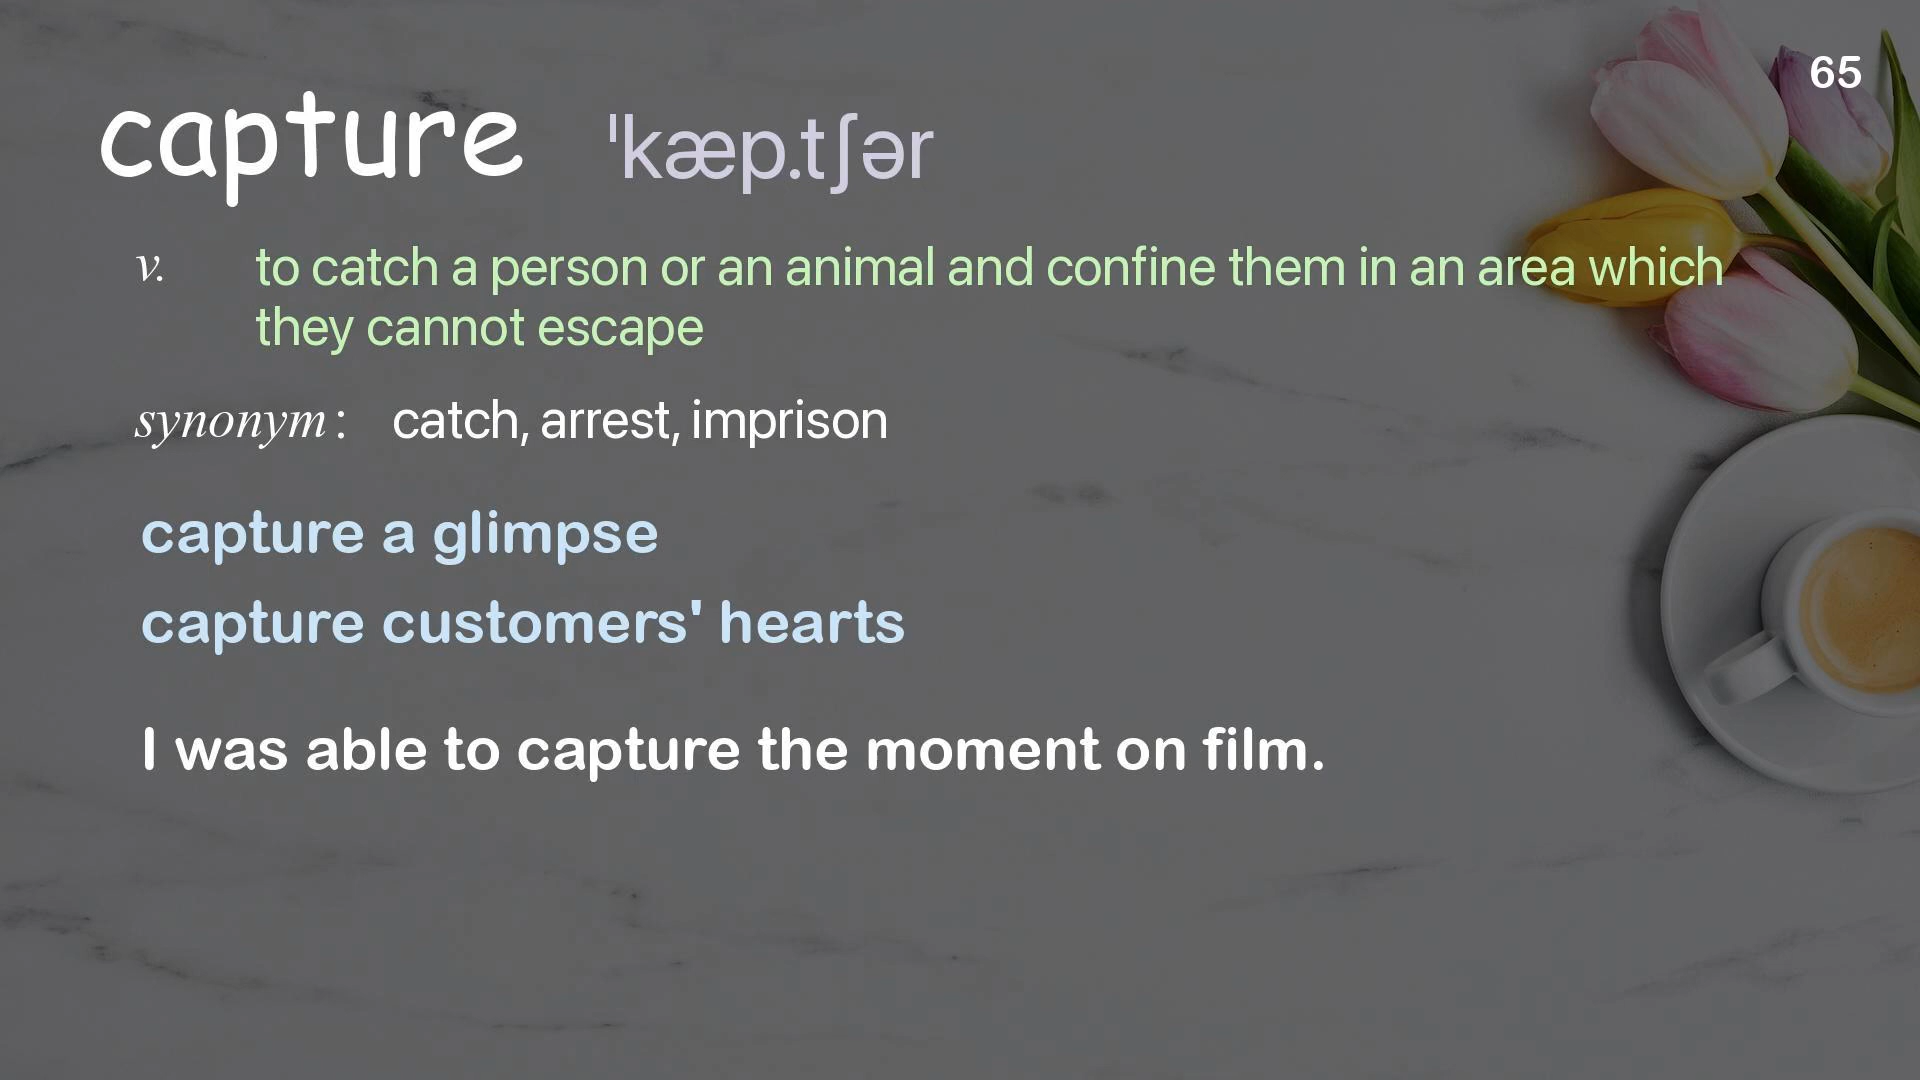 65
capture ˈkæp.tʃər
v. to catch a person or an animal and confine them in an area which
they cannot escape
synonym: catch, arrest, imprison
capture a glimpse
capture customers' hearts
I was able to capture the moment on film.